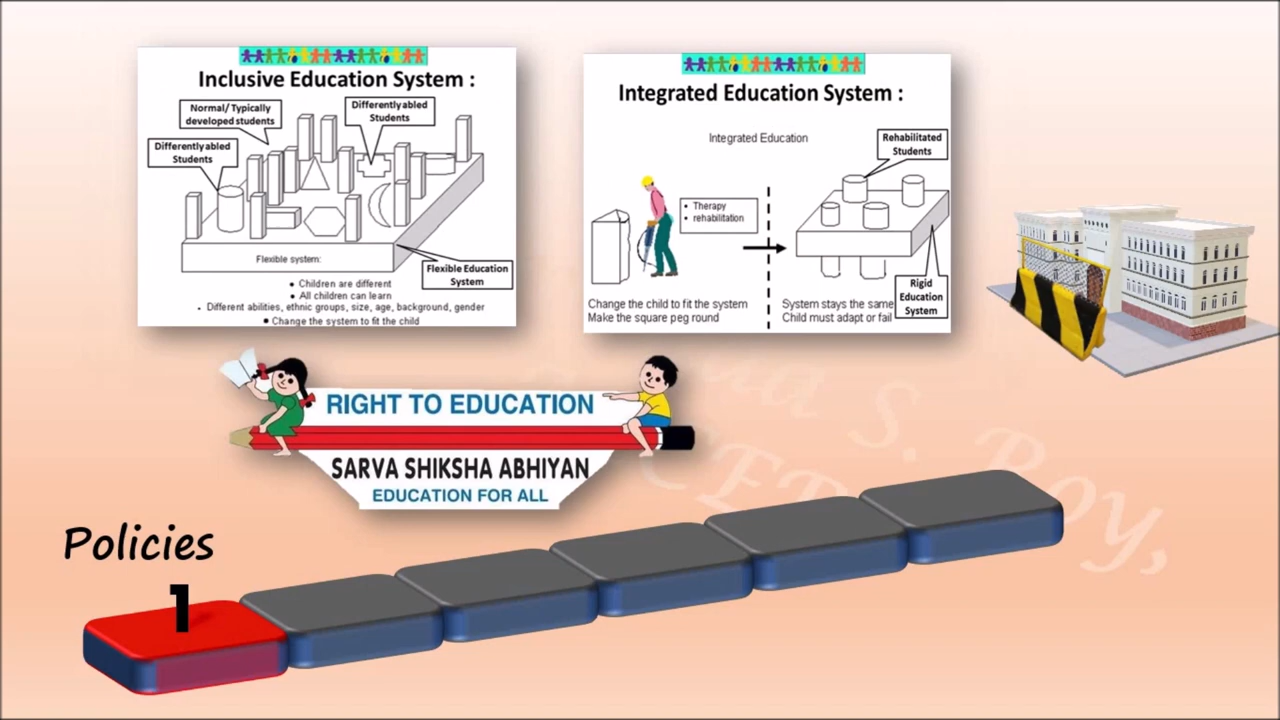 Inclusive Education System :
Normal/ Typically
developed students
Differently abled
Students
Differently abled
Students
Flexible system:
Flexible Education
System
• Children are different
• All children can learn
• Different abilities, ethnic groups, size, age, background, gender
• Change the system to fit the child
Integrated Education System :
Integrated Education
Rehabilitated
Students
• Therapy
• rehabilitation
Change the child to fit the system
Make the square peg round
System stays the same
Child must adapt or fail
Rigid
Education
System
RIGHT TO EDUCATION
SARVA SHIKSHA ABHIYAN
EDUCATION FOR ALL
Policies
1
S. Roy,